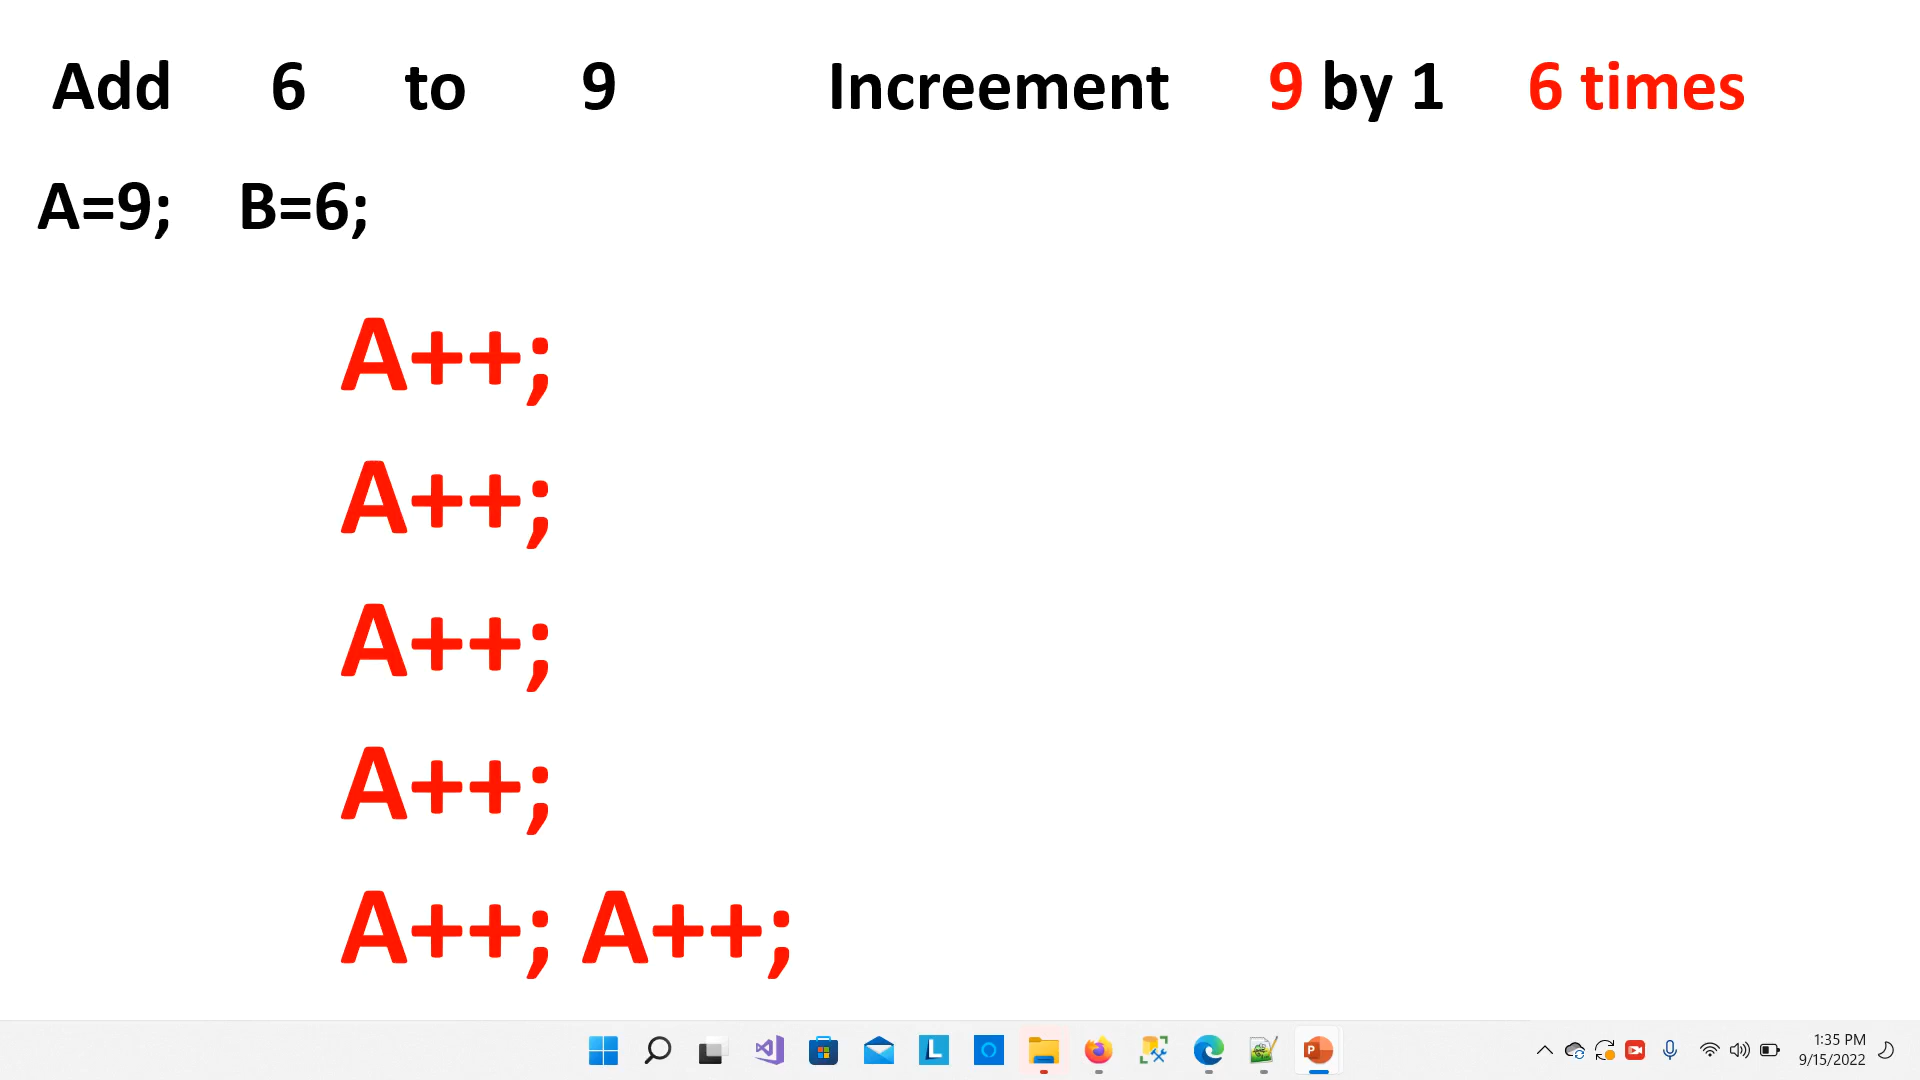 Add 6 to 9 Increement 9 by 1 6 times
A=9; B=6;
A++;
A++;
A++;
A++;
A++; A++;
1:35 PM
9/15/2022